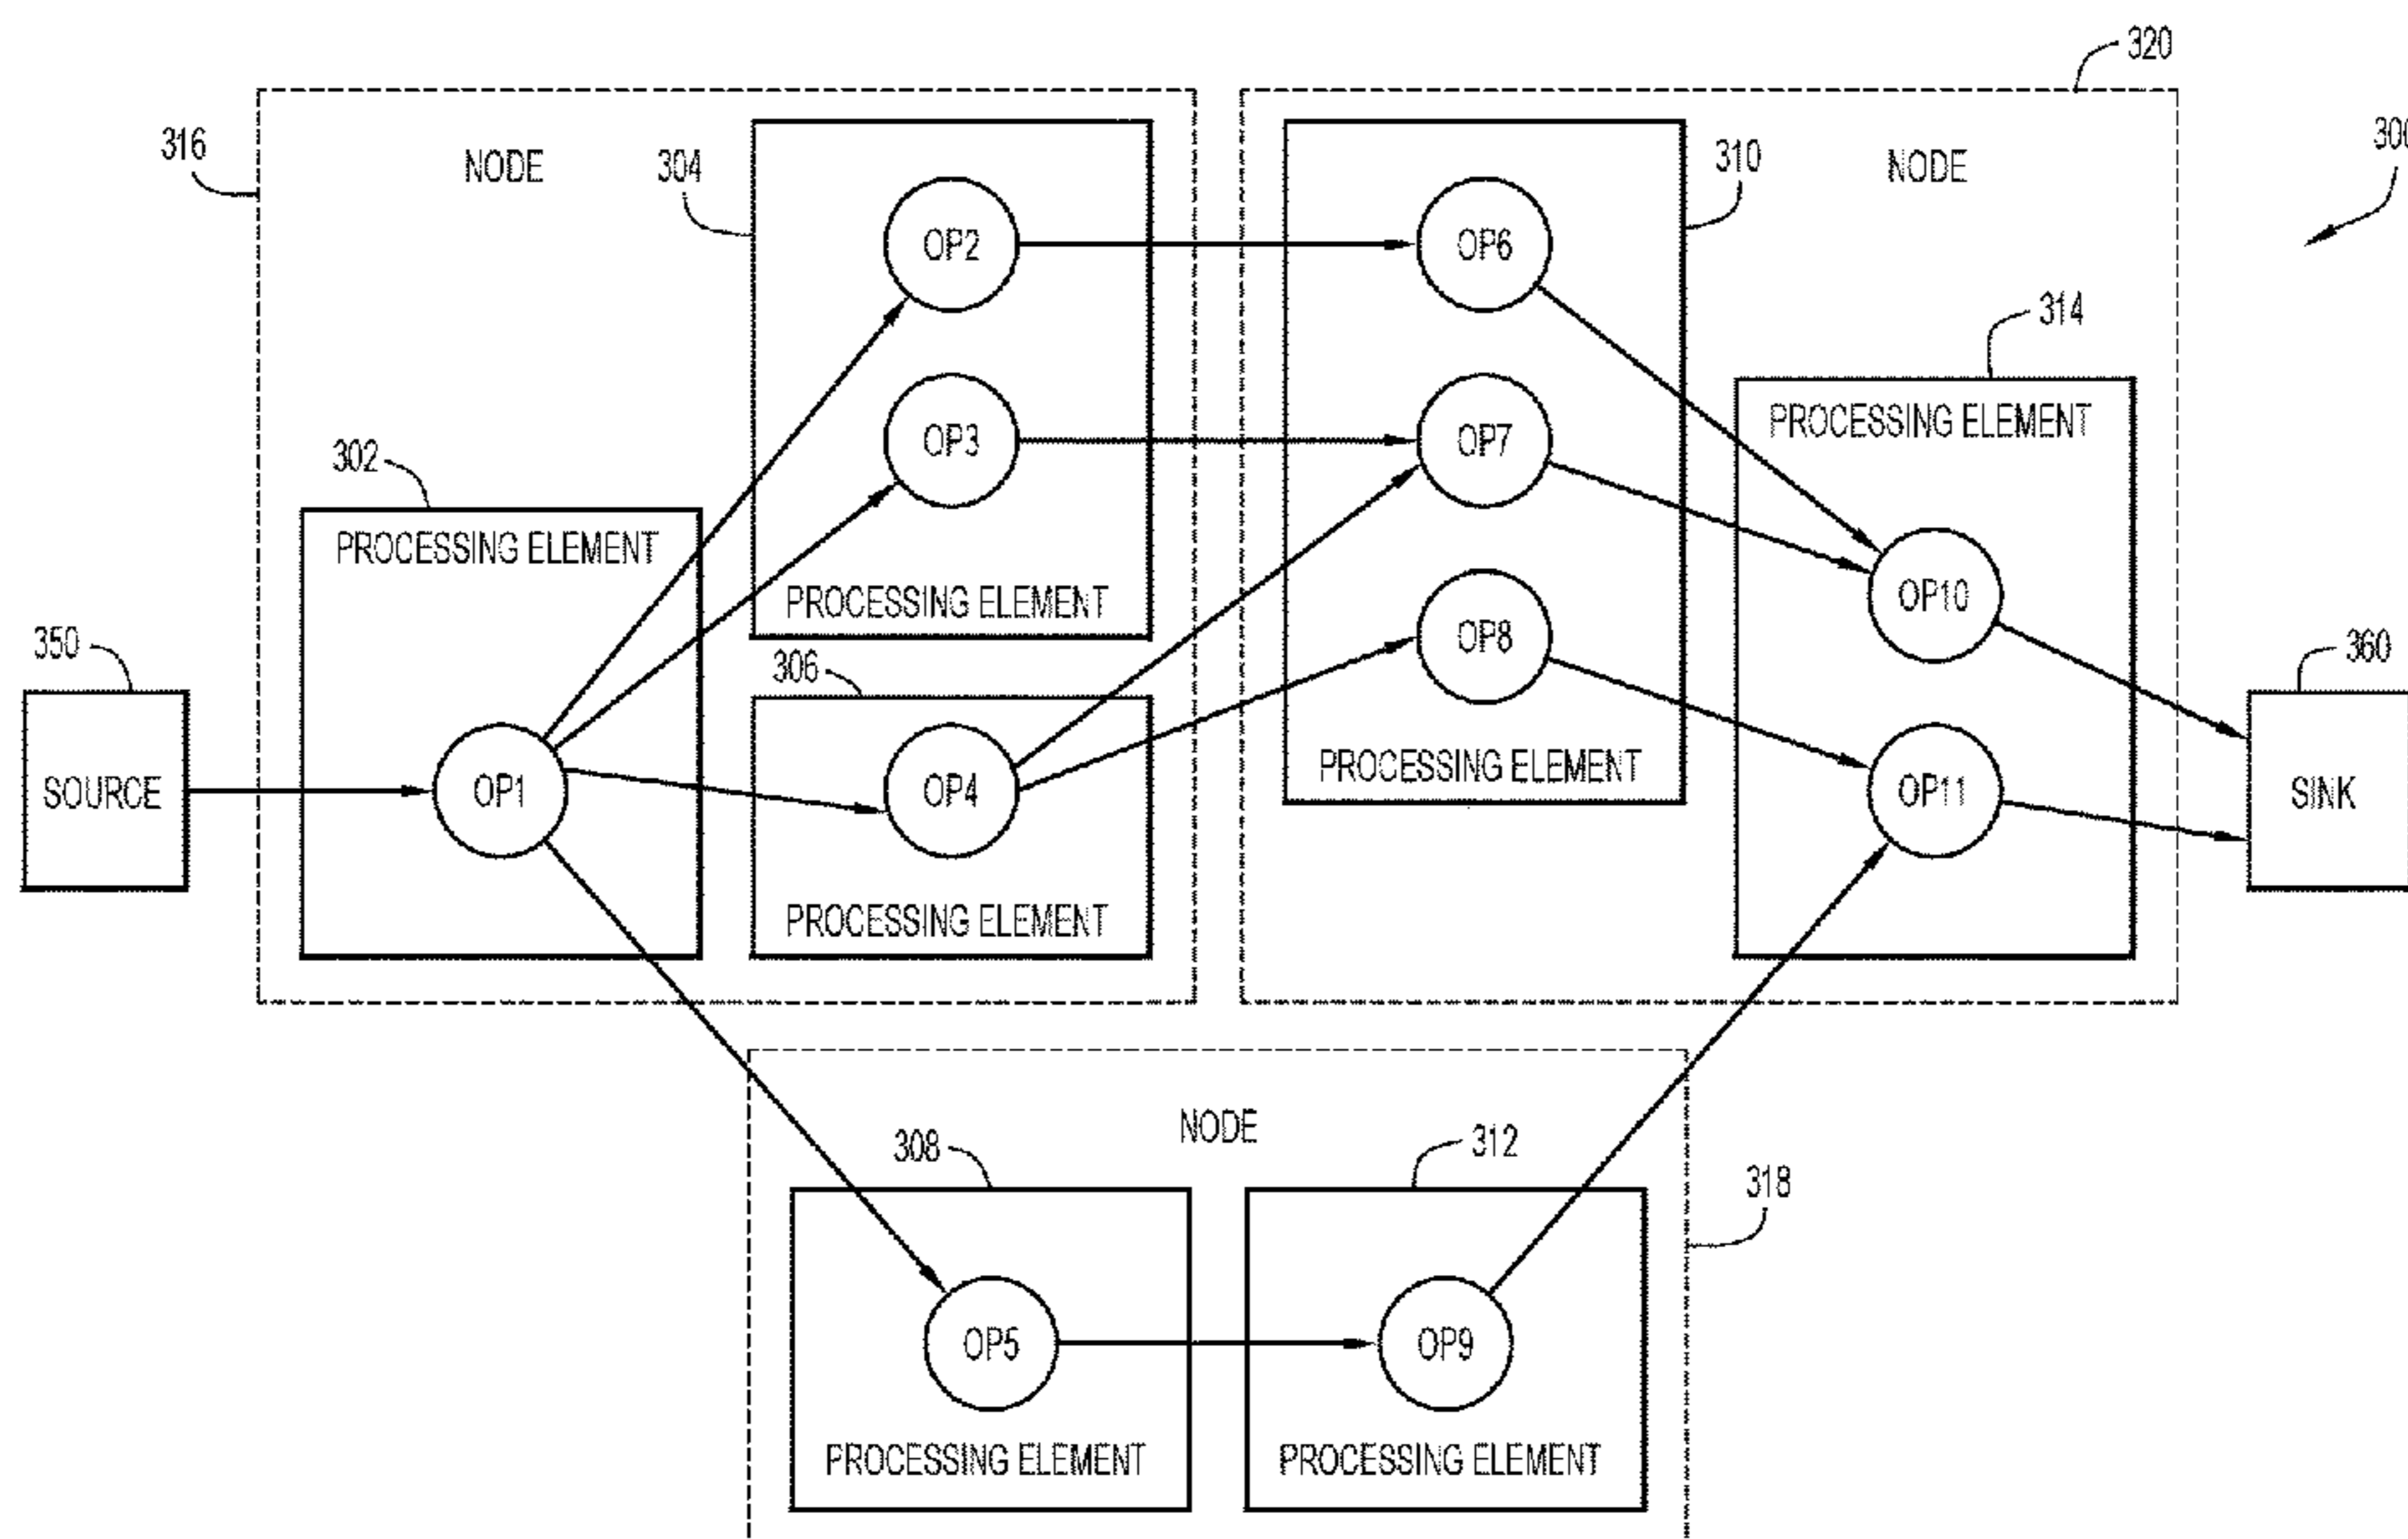 320
316
NODE
304
310
NODE
300
OP2
OP6
314
302
OP3
OP7
PROCESSING ELEMENT
PROCESSING ELEMENT
PROCESSING ELEMENT
OP10
350
306
OP8
360
SOURCE
OP1
OP4
PROCESSING ELEMENT
OP11
SINK
PROCESSING ELEMENT
NODE
308
312
318
OP5
OP9
PROCESSING ELEMENT
PROCESSING ELEMENT